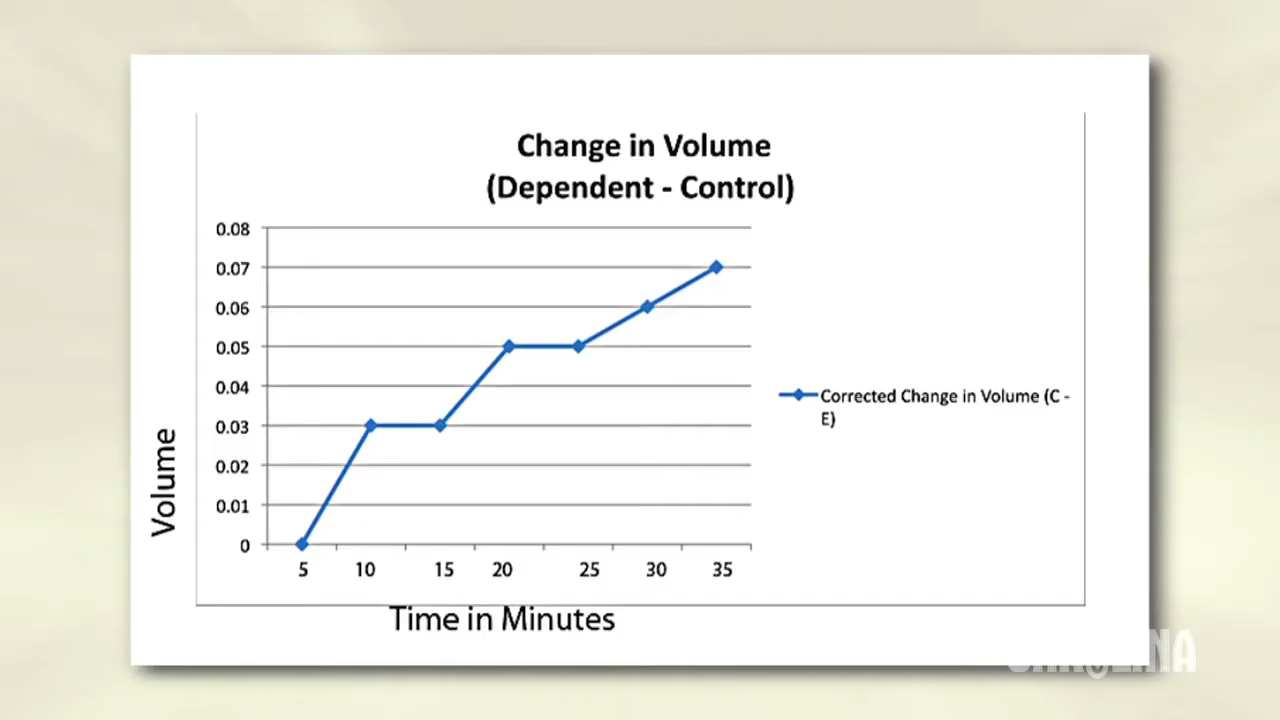 Change in Volume
(Dependent - Control)
0.08
0.07
0.06
0.05
0.04
0.03
0.02
0.01
0
Volume
Corrected Change in Volume (C -
E)
5 10 15 20 25 30 35
Time in Minutes
CAROLINA